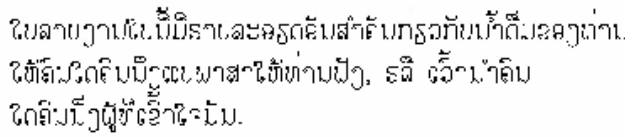 ໃບລາຍງານໃບນີ້ມີຣາຍລະອຽດອັນສຳຄັນກຽວກັບນ້ຳດື່ມຂອງທ່ານ.
ໃຫ້ຄົນໃດຄົນນຶ່ງແປພາສາໃຫ້ທ່ານຟັງ, ຣລື ເວົ້ານຳຄົນ
ໃດຄົນນຶ່ງຜູ້ທີ່ເຂົ້າໃຈມັນ.